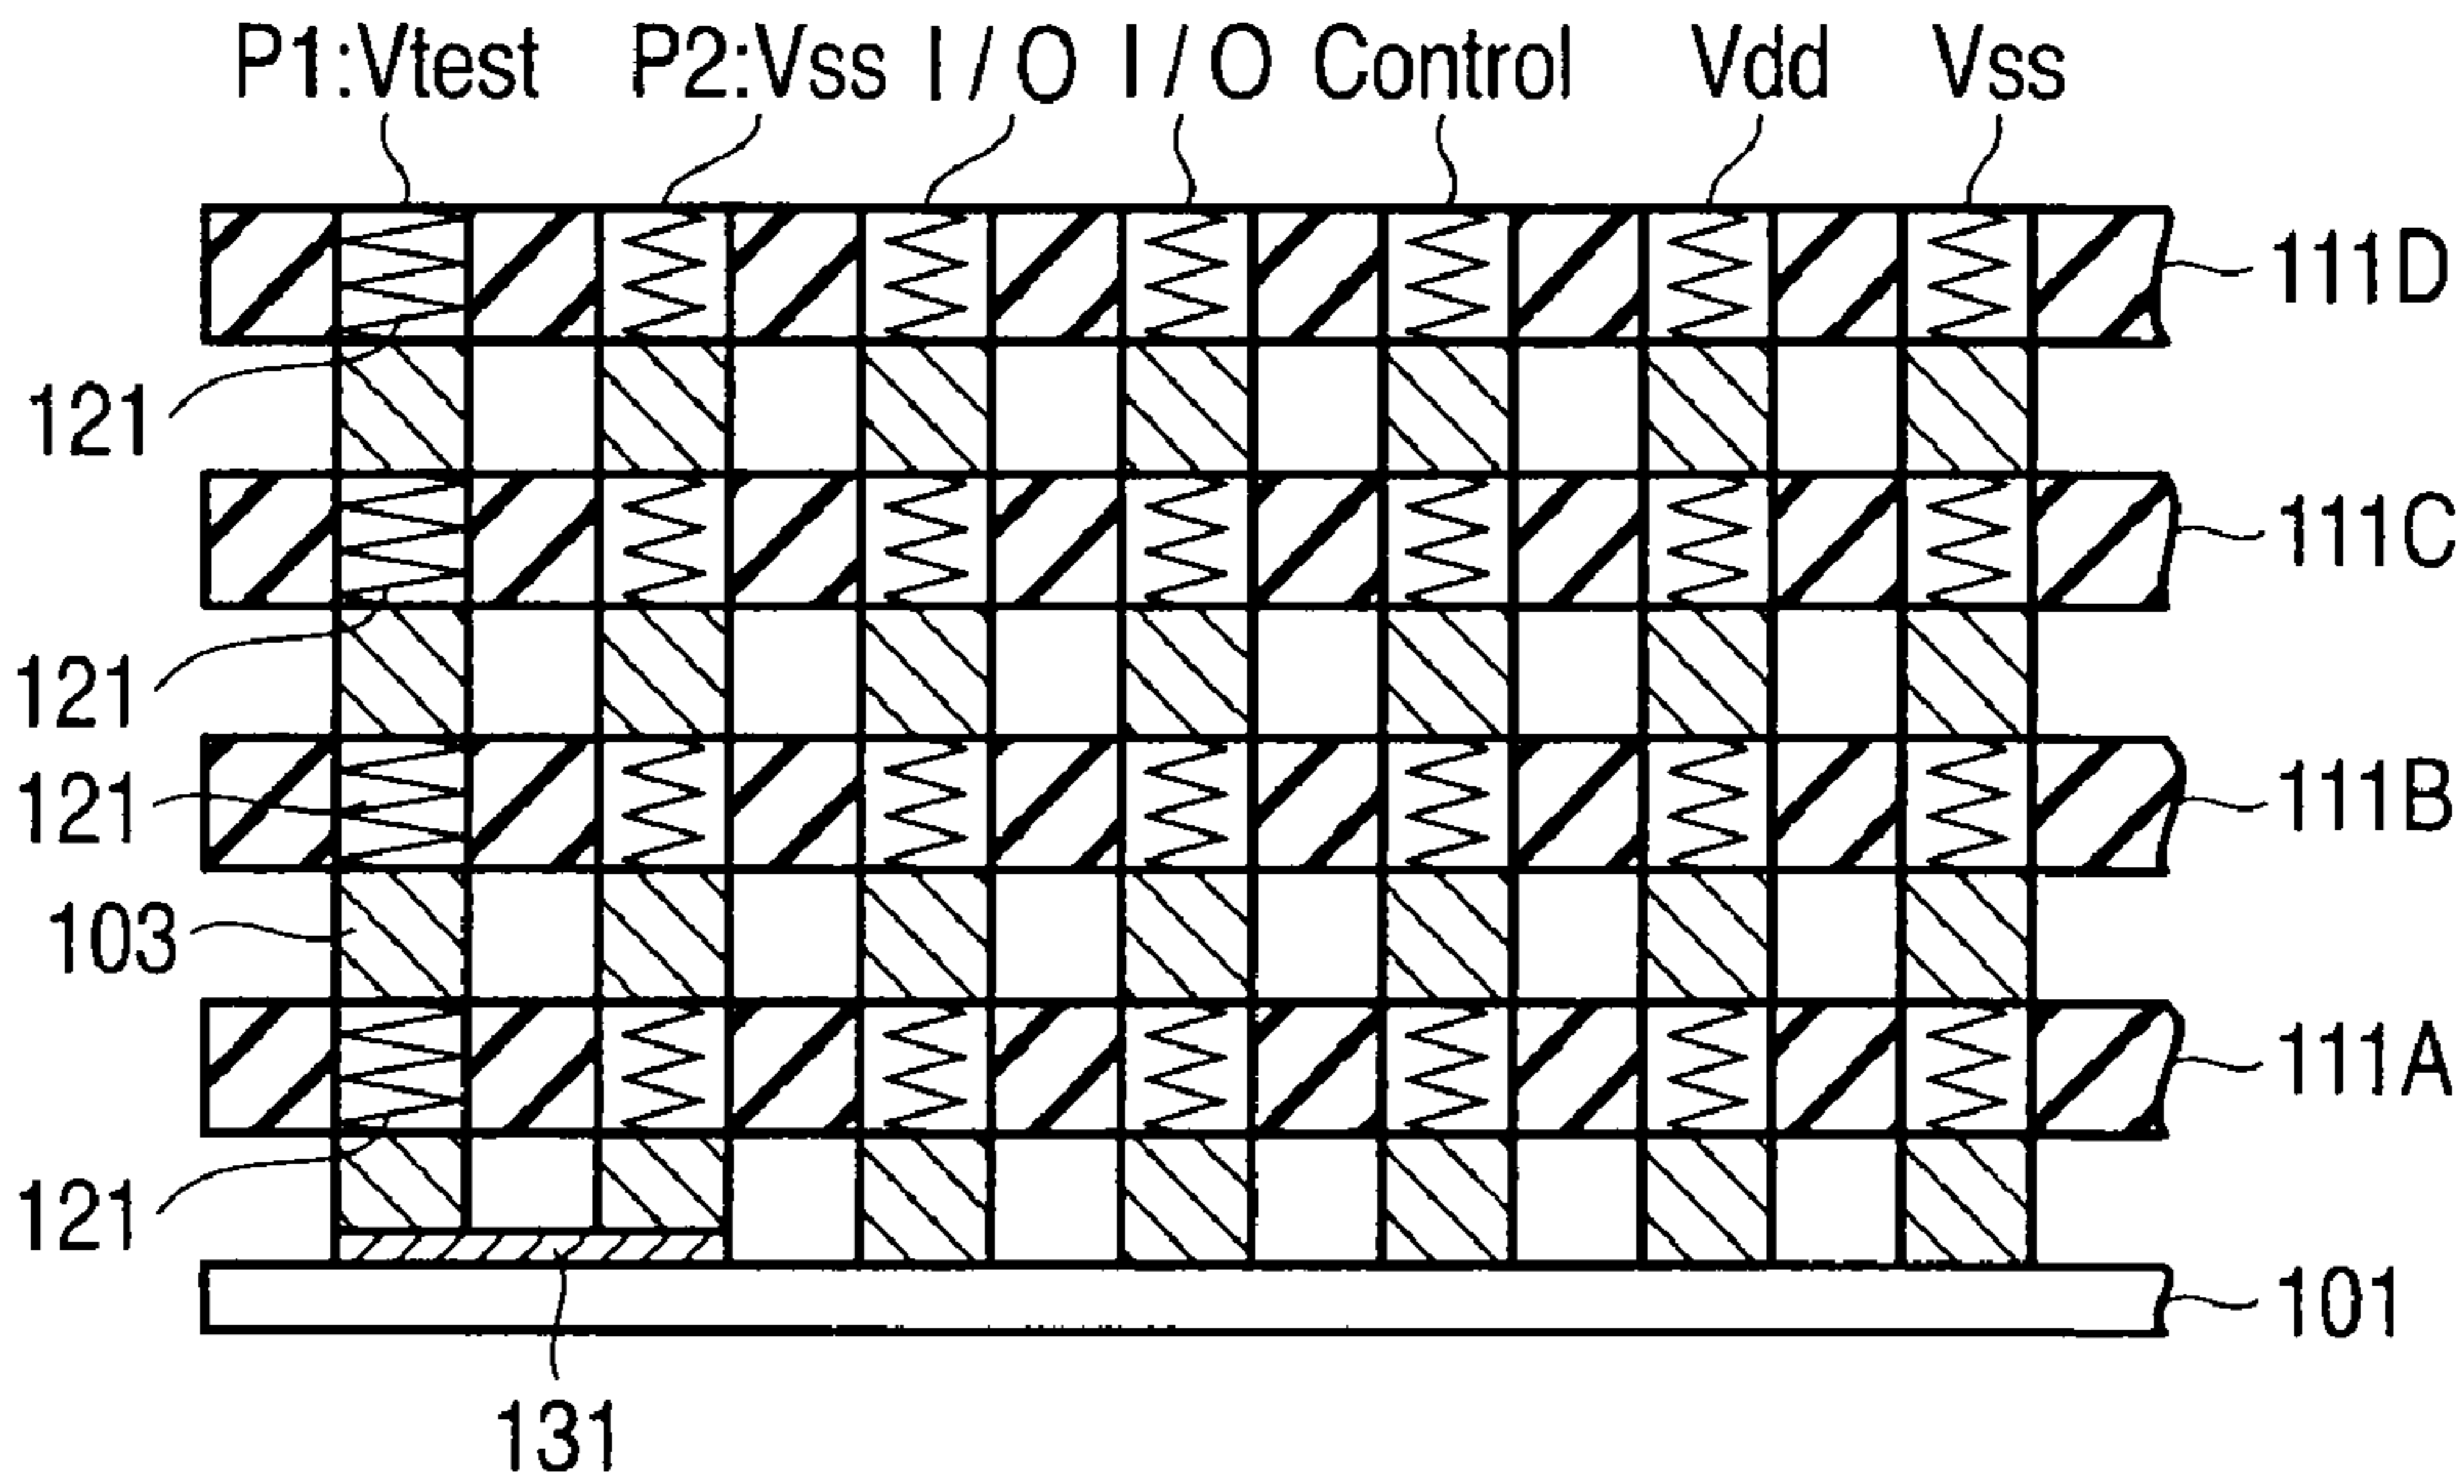 P1:Vtest P2:Vss I/O I/O Control Vdd Vss
111D
121
111C
121
121
111B
103
111A
121
101
131